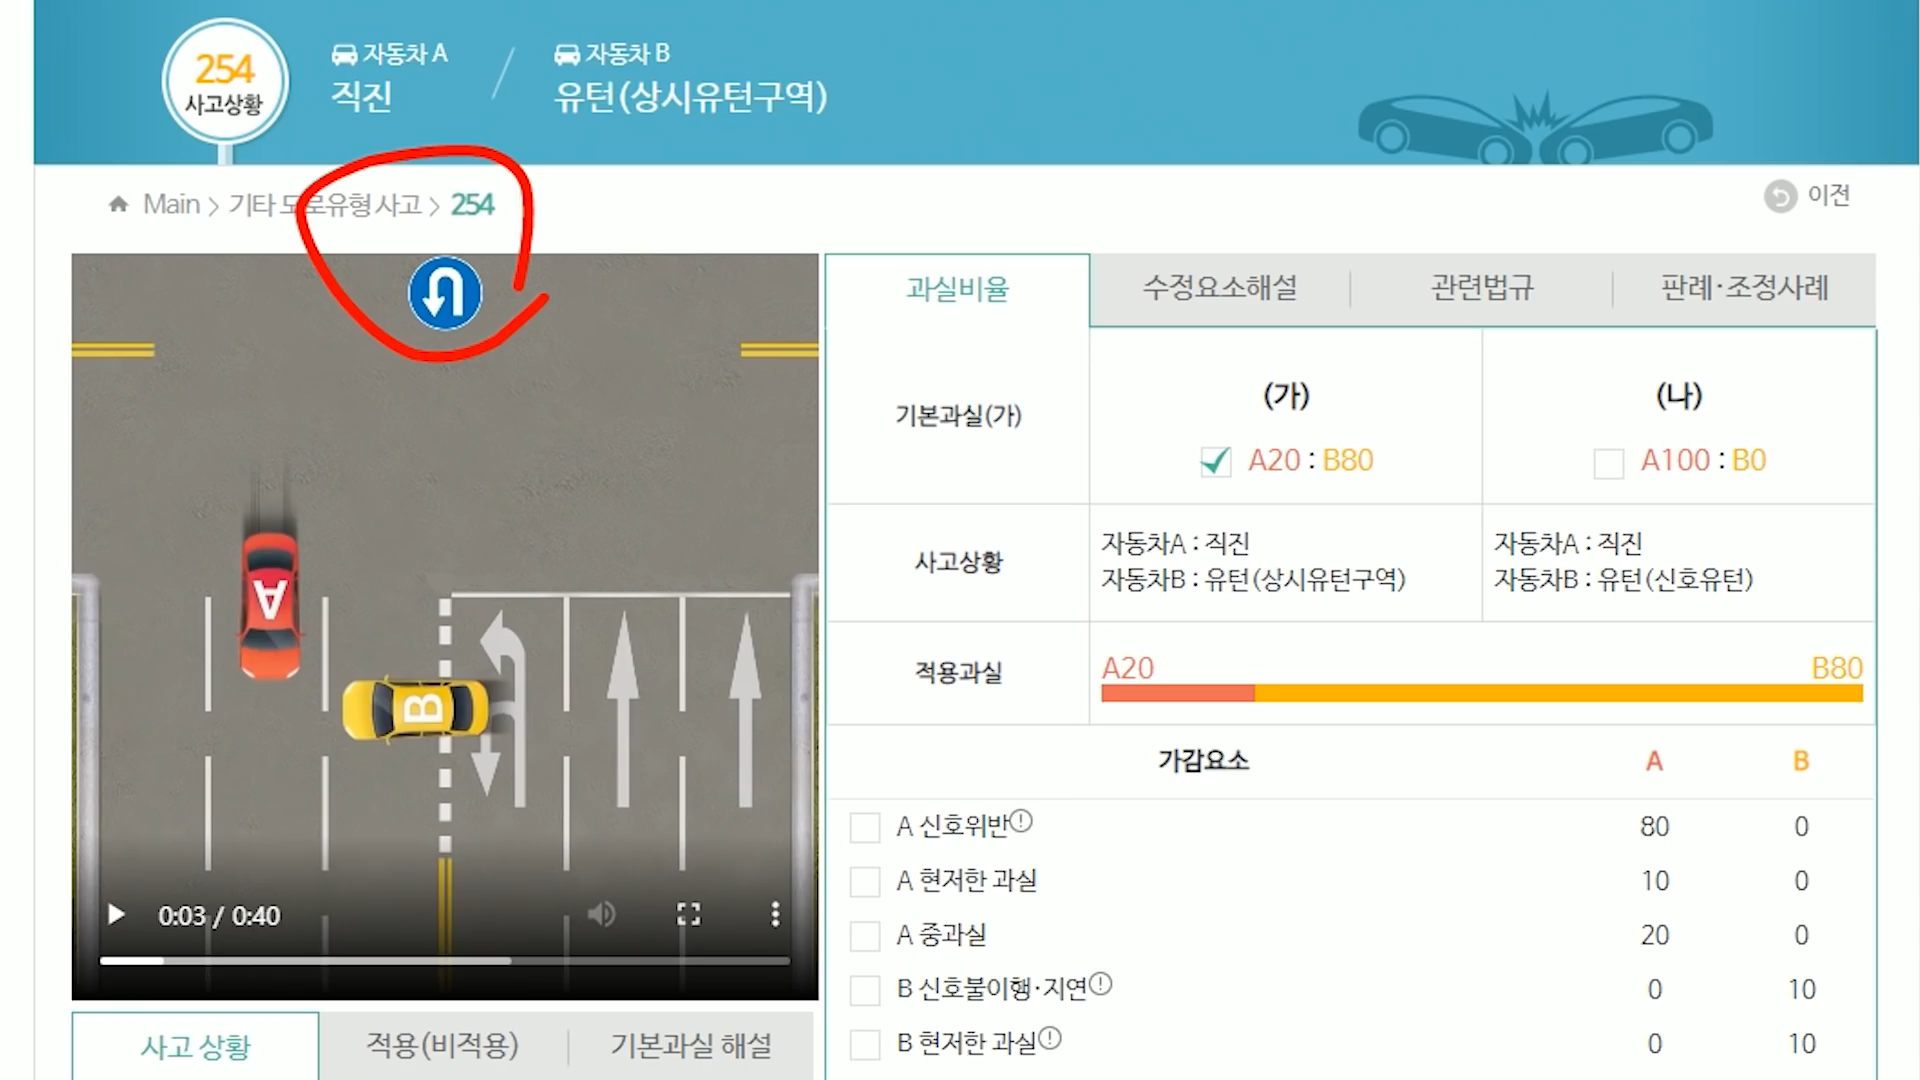 254
사고상황
자동차 A
직진
자동차 B
유턴(상시유턴구역)
Main > 기타 도로유형사고 > 254
이전
A
B
0:03 / 0:40
사고 상황
적용(비적용)
기본과실 해설
과실비율
수정요소해설
관련법규
판례·조정사례
기본과실(가)
(가)
A20 : B80
(나)
A100 : B0
사고상황
자동차A : 직진
자동차B : 유턴(상시유턴구역)
자동차A : 직진
자동차B : 유턴(신호유턴)
적용과실
A20
B80
가감요소 A B
A 신호위반 80 0
A 현저한 과실 10 0
A 중과실 20 0
B 신호불이행·지연 0 10
B 현저한 과실 0 10